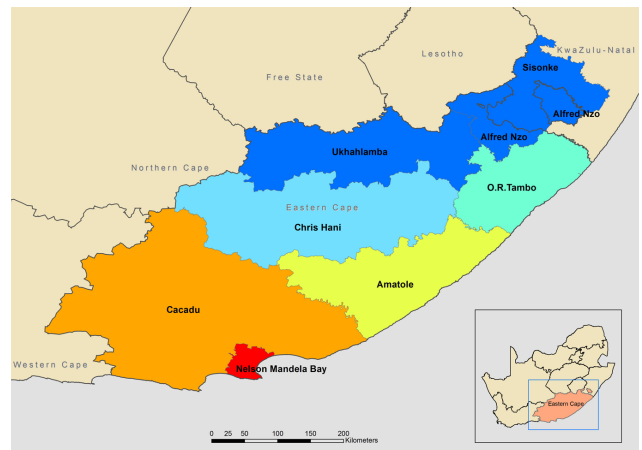 Lesotho
KwaZulu-Natal
Sisonke
Free State
Alfred Nzo
Alfred Nzo
Ukhahlamba
Northern Cape
O.R.Tambo
Eastern Cape
Chris Hani
Amatole
Cacadu
Western Cape
Nelson Mandela Bay
Eastern Cape
0 25 50 100 150 200
Kilometers